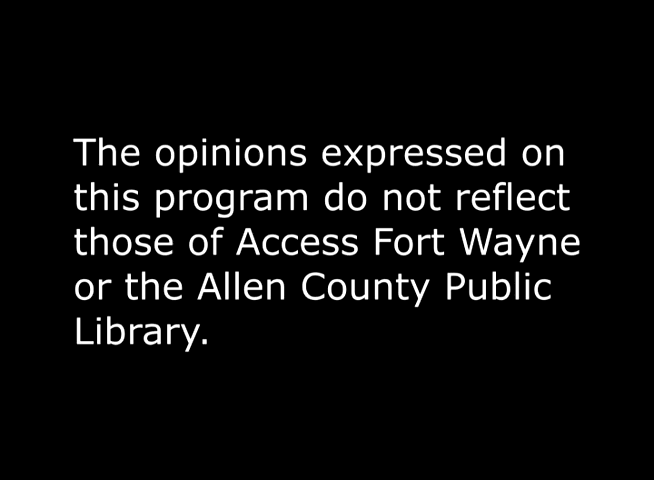 The opinions expressed on
this program do not reflect
those of Access Fort Wayne
or the Allen County Public
Library.